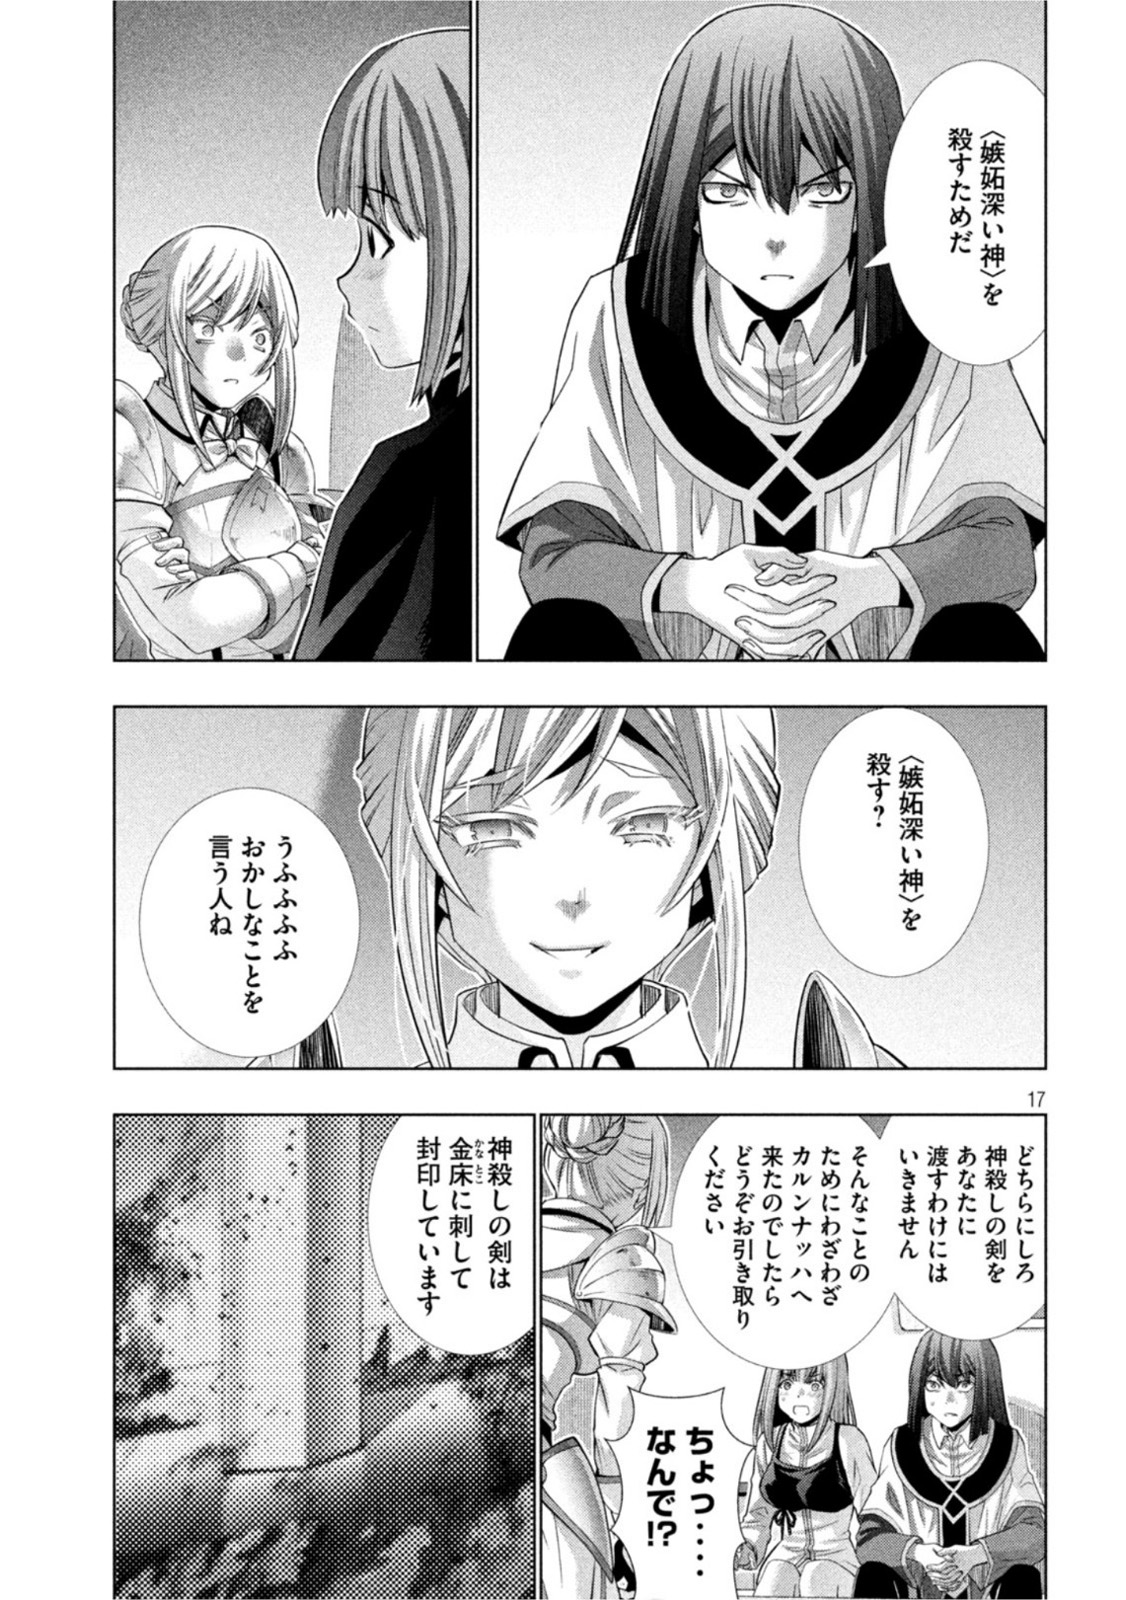 〈嫉妬深い神〉を
殺すためだ
〈嫉妬深い神〉を
殺す?
うふふふふ
おかしなことを
言う人ね
17
どちらにしろ
神殺しの剣を
あなたに
渡すわけには
いきません
そんなことの
ためにわざわざ
カルンナッハへ
来たのでしたら
どうぞお引き取り
ください
ちょっ‥‥
なんで!?
神殺しの剣は
金床に刺して
かなとこ
封印しています